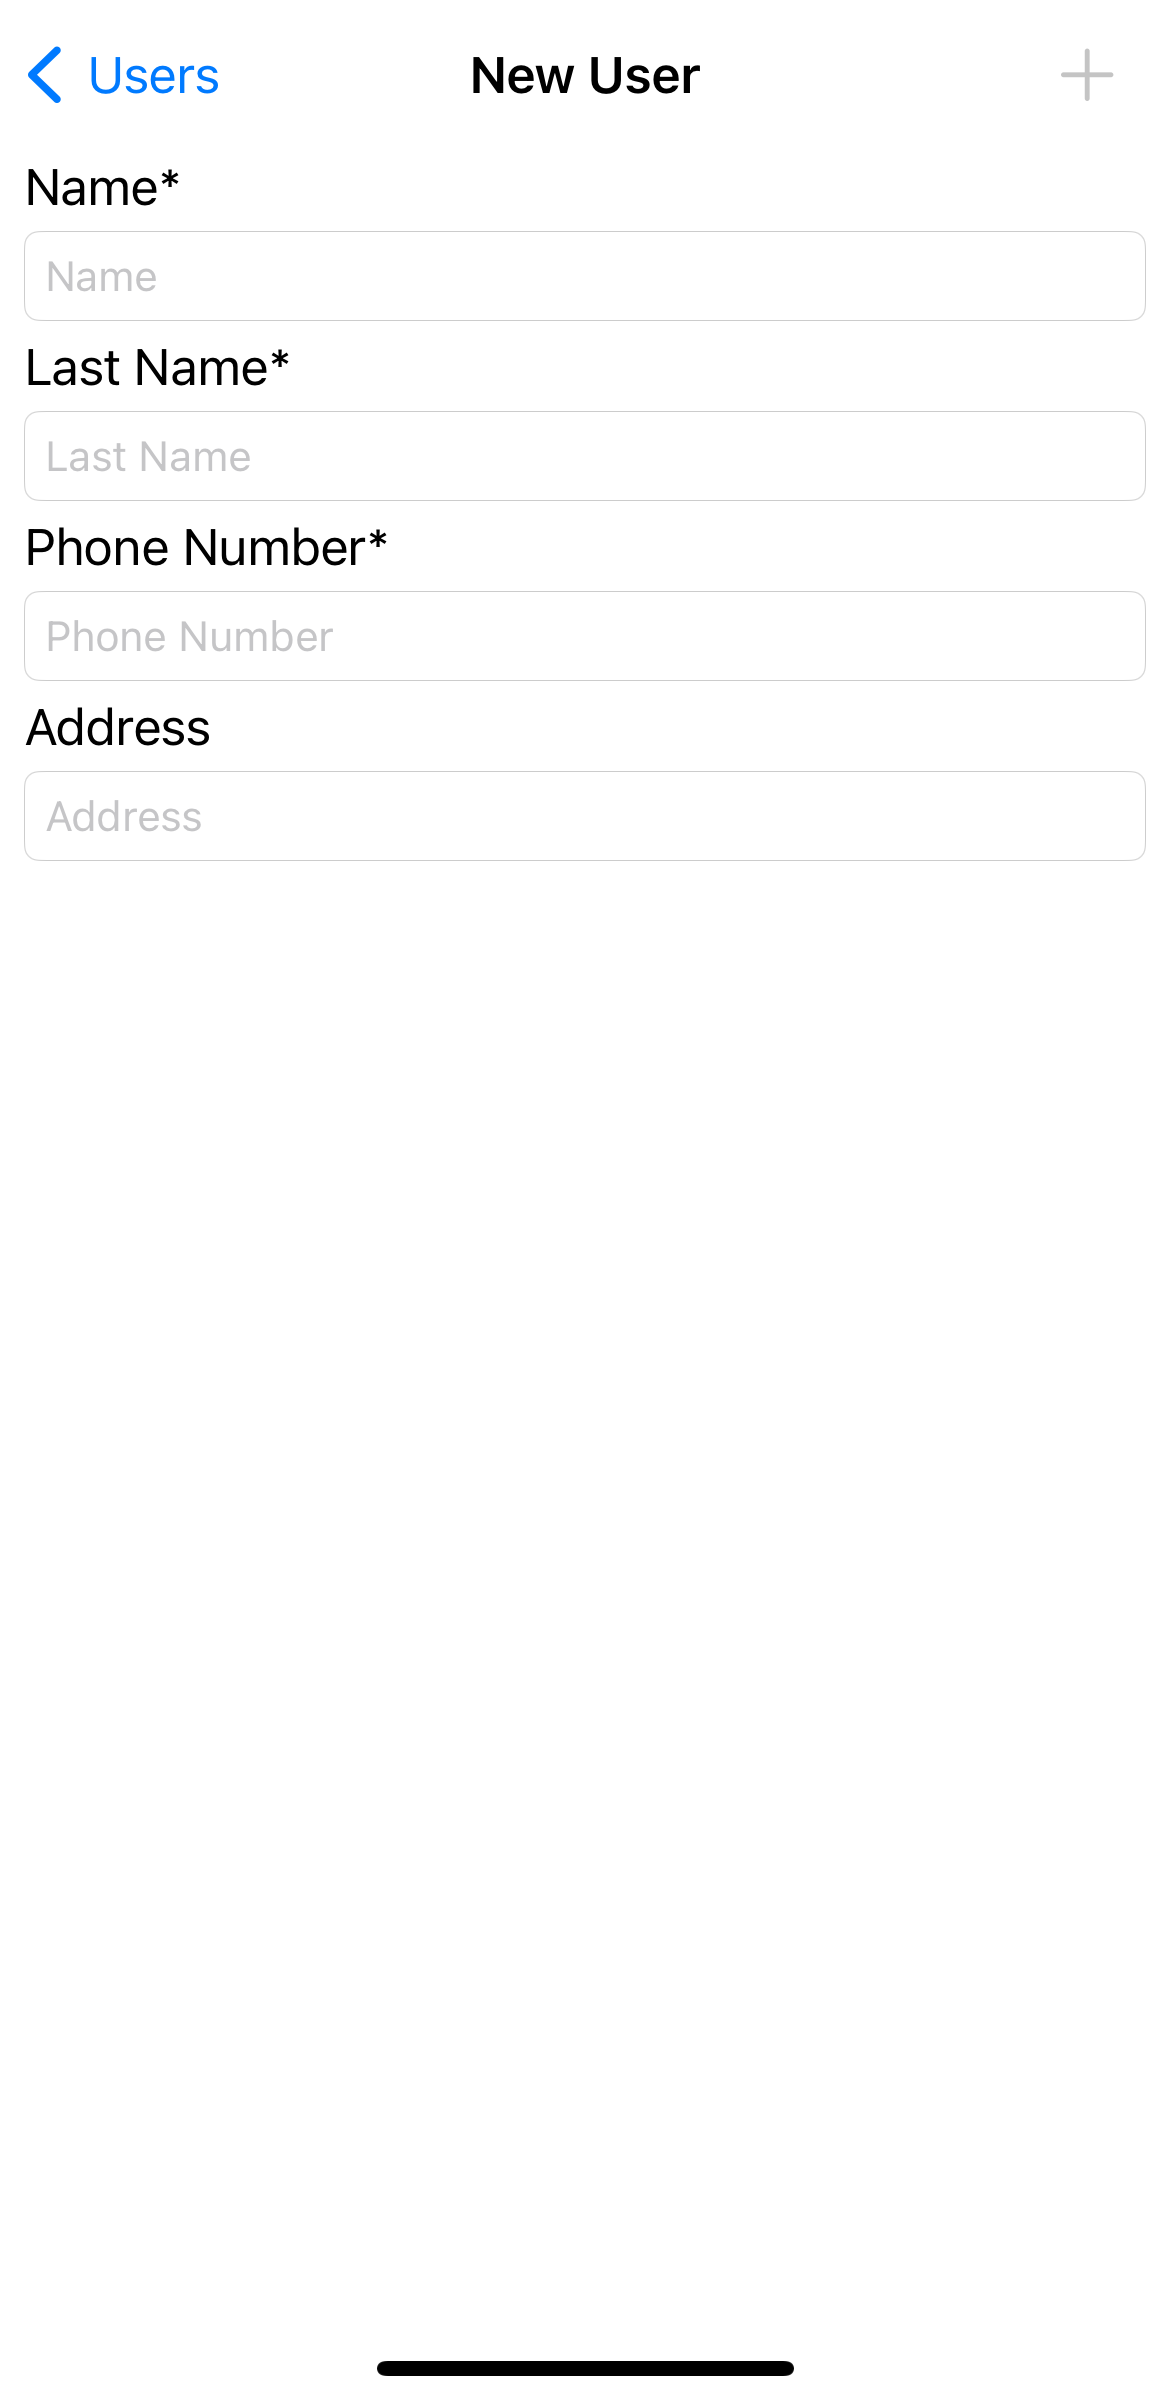 Users
New User
Name*
Name
Last Name*
Last Name
Phone Number*
Phone Number
Address
Address